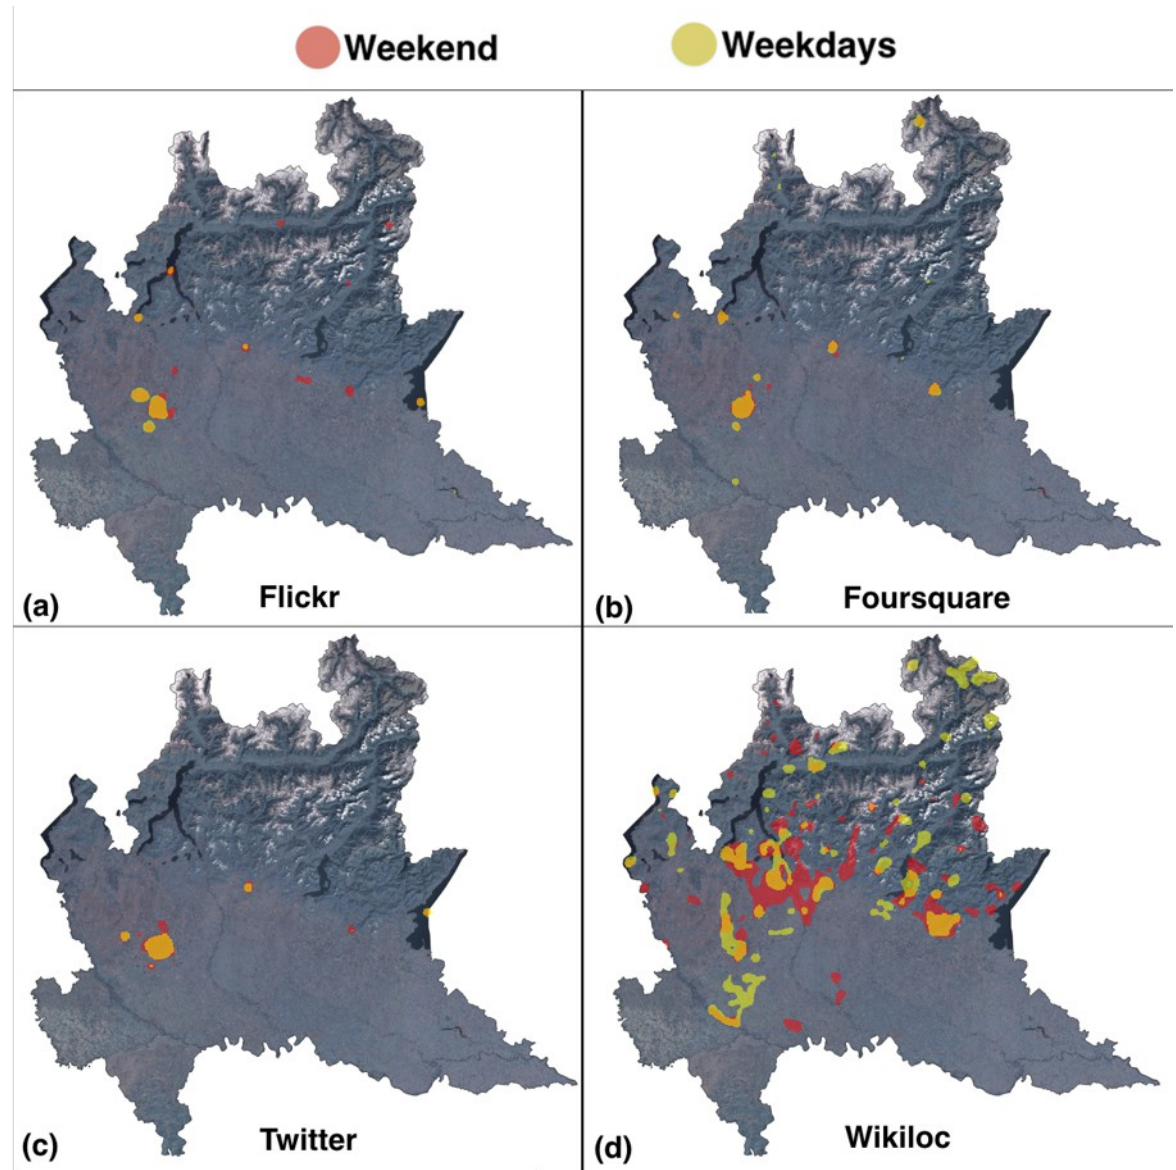 Weekend
Weekdays
(a)
Flickr
(b)
Foursquare
(c)
Twitter
(d)
Wikiloc